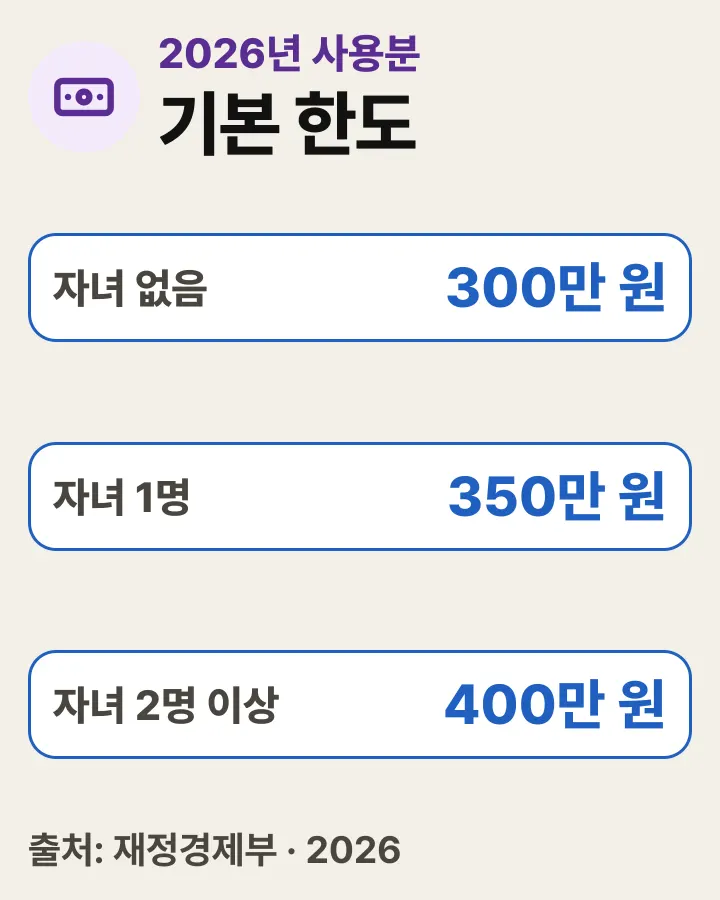 2026년 사용분
기본 한도
자녀 없음 300만 원
자녀 1명 350만 원
자녀 2명 이상 400만 원
출처: 재정경제부 · 2026